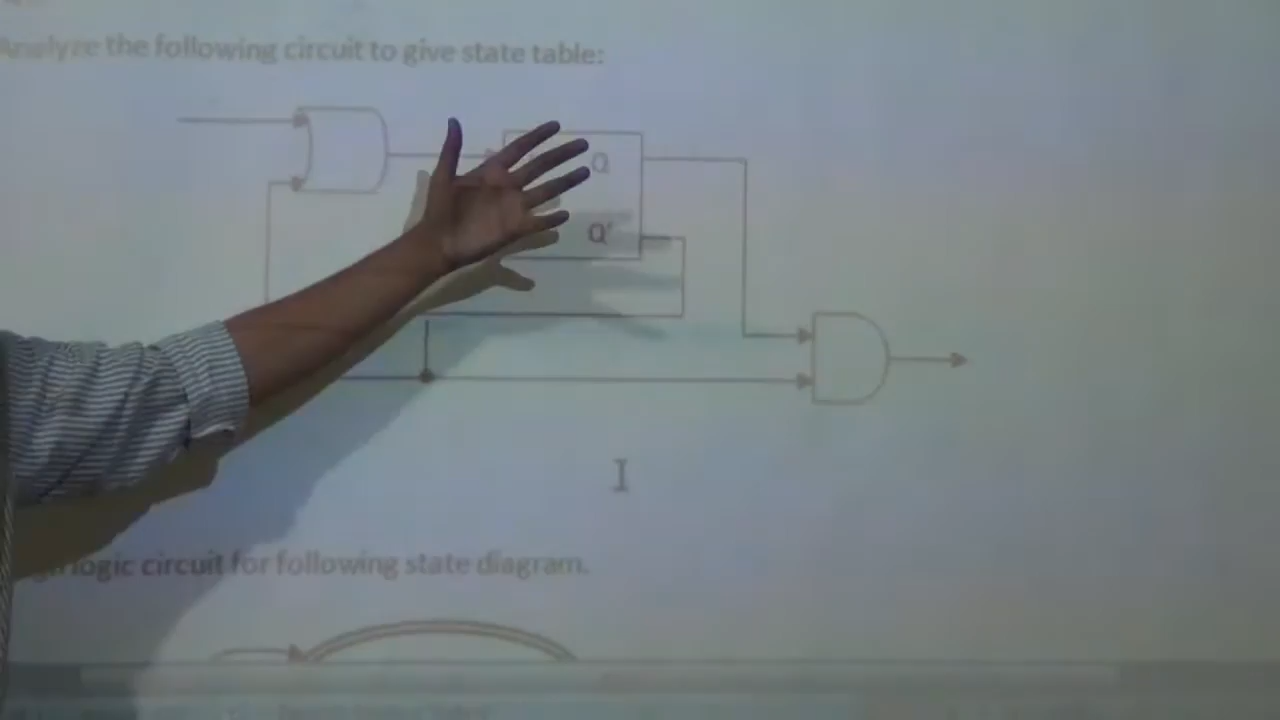 Analyze the following circuit to give state table:
Q
Q'
logic circuit for following state diagram.